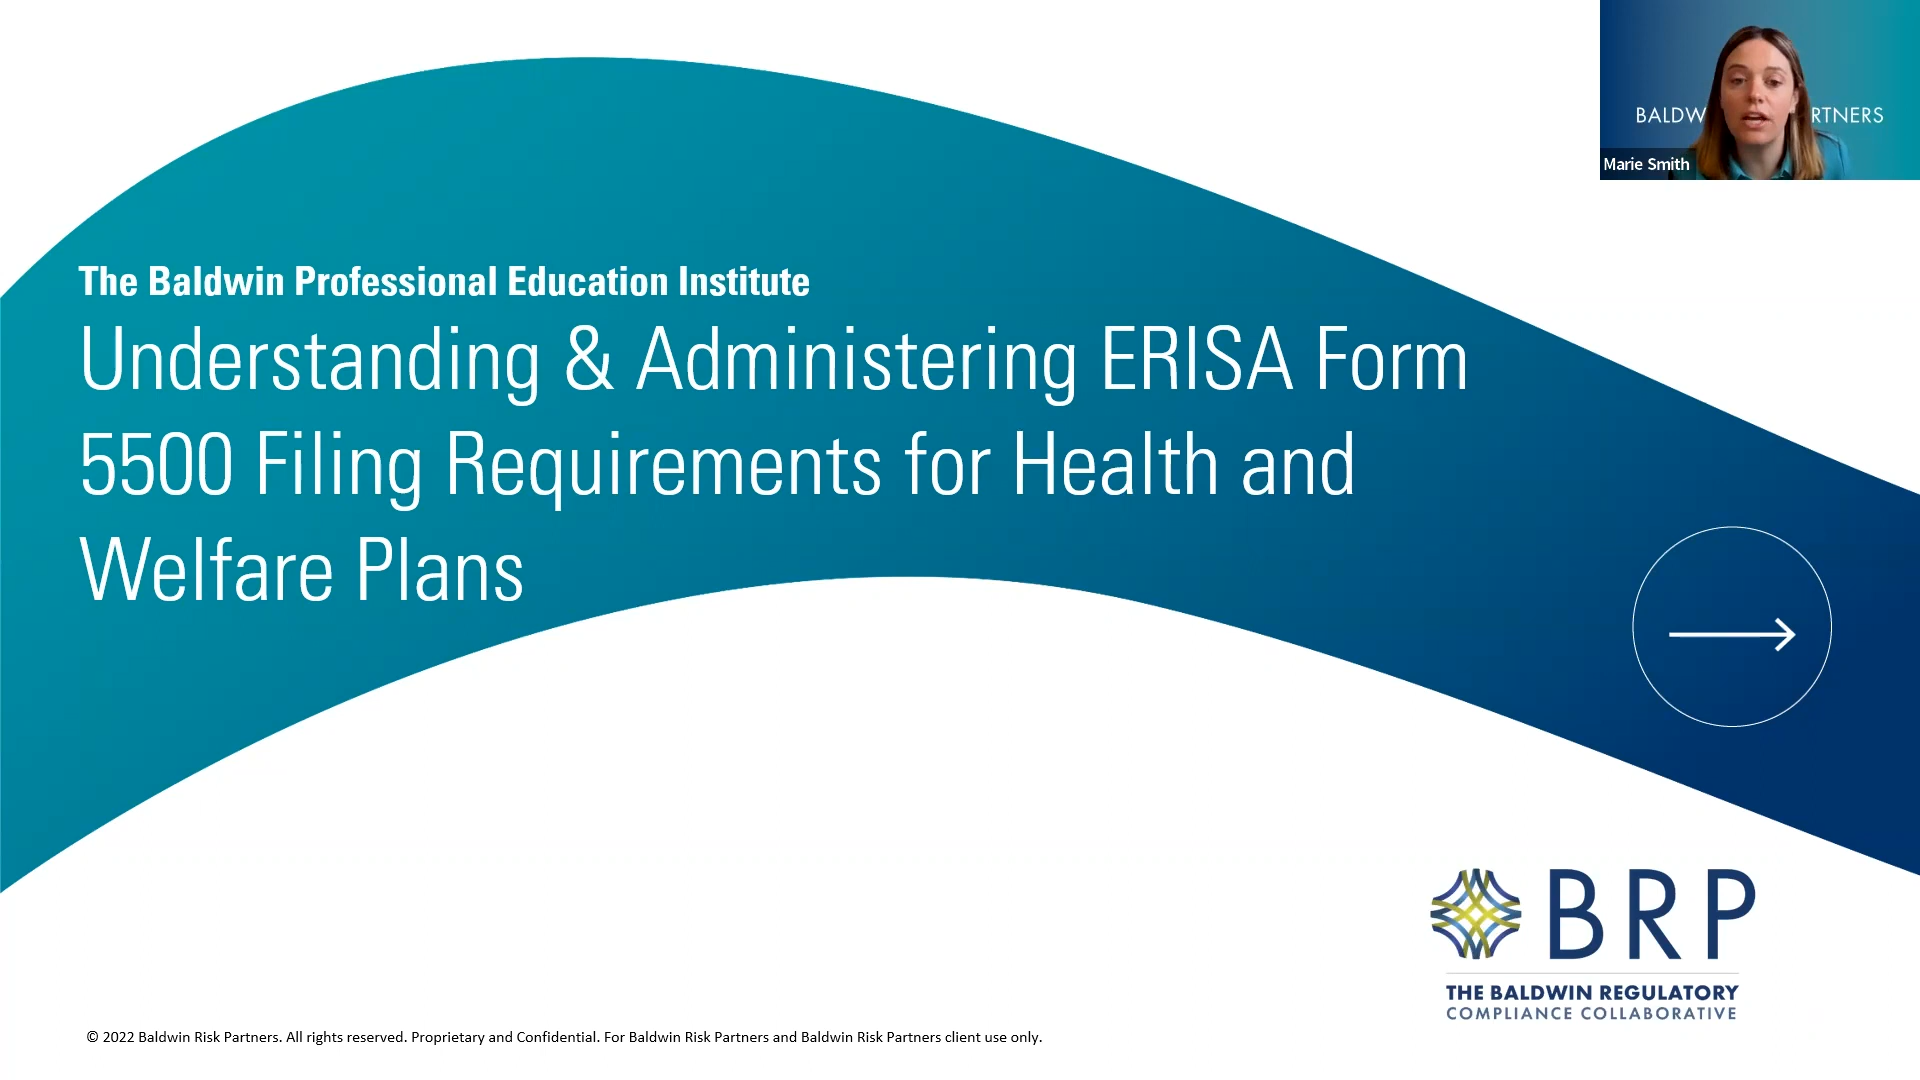 BALDW RTNERS
Marie Smith
The Baldwin Professional Education Institute
Understanding & Administering ERISA Form
5500 Filing Requirements for Health and
Welfare Plans
BRP
THE BALDWIN REGULATORY
COMPLIANCE COLLABORATIVE
© 2022 Baldwin Risk Partners. All rights reserved. Proprietary and Confidential. For Baldwin Risk Partners and Baldwin Risk Partners client use only.